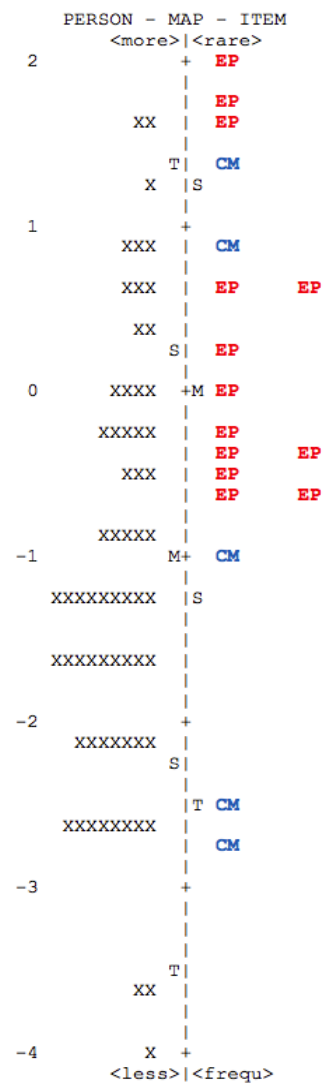 PERSON - MAP - ITEM
<more>|<rare>
2 + EP
|
| EP
XX | EP
|
T| CM
X |S
|
1 +
XXX | CM
|
XXX | EP EP
|
XX |
S| EP
|
0 XXXX +M EP
|
XXXXX | EP
| EP EP
XXX | EP
| EP EP
|
XXXXX |
-1 M+ CM
|
XXXXXXXXX |S
|
|
XXXXXXXXX |
|
|
-2 +
XXXXXXX |
S|
|
|T CM
XXXXXXXX |
| CM
|
-3 +
|
|
|
T|
XX |
|
|
-4 X +
<less>|<frequ>